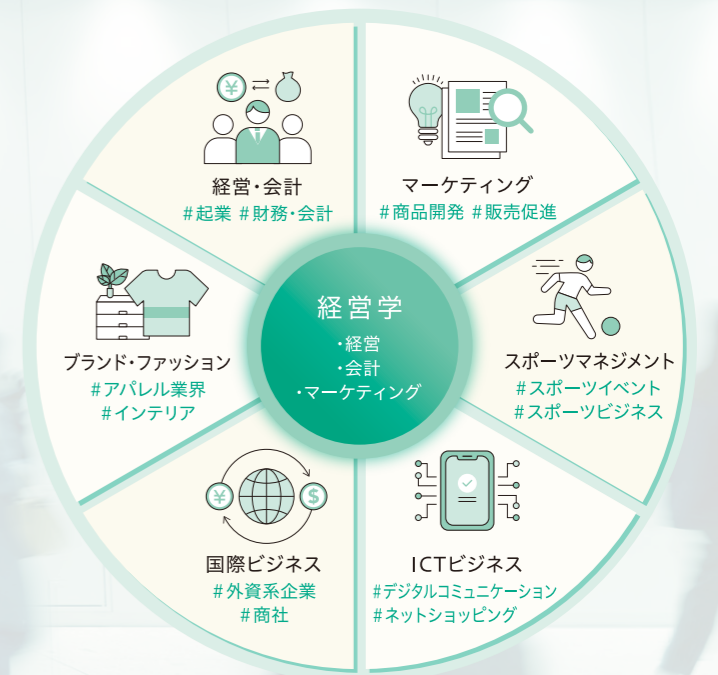 経営・会計
#起業 #財務・会計
マーケティング
#商品開発 #販売促進
経営学
・経営
・会計
・マーケティング
ブランド・ファッション
#アパレル業界
#インテリア
スポーツマネジメント
#スポーツイベント
#スポーツビジネス
国際ビジネス
#外資系企業
#商社
ICTビジネス
#デジタルコミュニケーション
#ネットショッピング
¥
¥
$